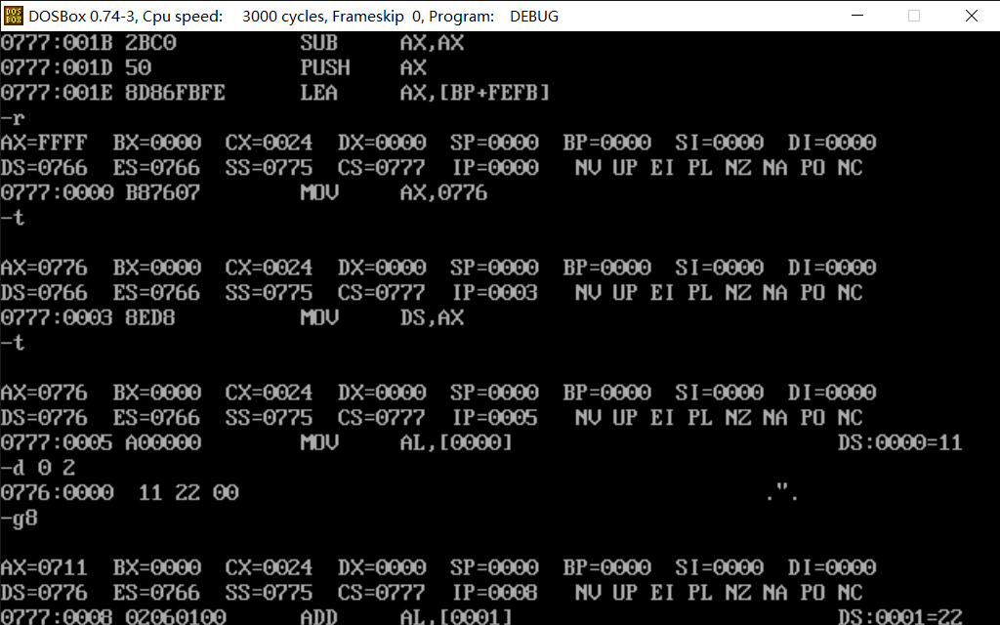 DOSBox 0.74-3, Cpu speed: 3000 cycles, Frameskip 0, Program: DEBUG
0777:001B 2BC0 SUB AX,AX
0777:001D 50 PUSH AX
0777:001E 8D86FBFE LEA AX,[BP+FEFB]
-r
AX=FFFF BX=0000 CX=0024 DX=0000 SP=0000 BP=0000 SI=0000 DI=0000
DS=0766 ES=0766 SS=0775 CS=0777 IP=0000 NV UP EI PL NZ NA PO NC
0777:0000 B87607 MOV AX,0776
-t
AX=0776 BX=0000 CX=0024 DX=0000 SP=0000 BP=0000 SI=0000 DI=0000
DS=0766 ES=0766 SS=0775 CS=0777 IP=0003 NV UP EI PL NZ NA PO NC
0777:0003 8ED8 MOV DS,AX
-t
AX=0776 BX=0000 CX=0024 DX=0000 SP=0000 BP=0000 SI=0000 DI=0000
DS=0776 ES=0766 SS=0775 CS=0777 IP=0005 NV UP EI PL NZ NA PO NC
0777:0005 A00000 MOV AL,[0000] DS:0000=11
-d 0 2
0776:0000 11 22 00 .".
-g8
AX=0711 BX=0000 CX=0024 DX=0000 SP=0000 BP=0000 SI=0000 DI=0000
DS=0776 ES=0766 SS=0775 CS=0777 IP=0008 NV UP EI PL NZ NA PO NC
0777:0008 02060100 ADD AL,[0001] DS:0001=22